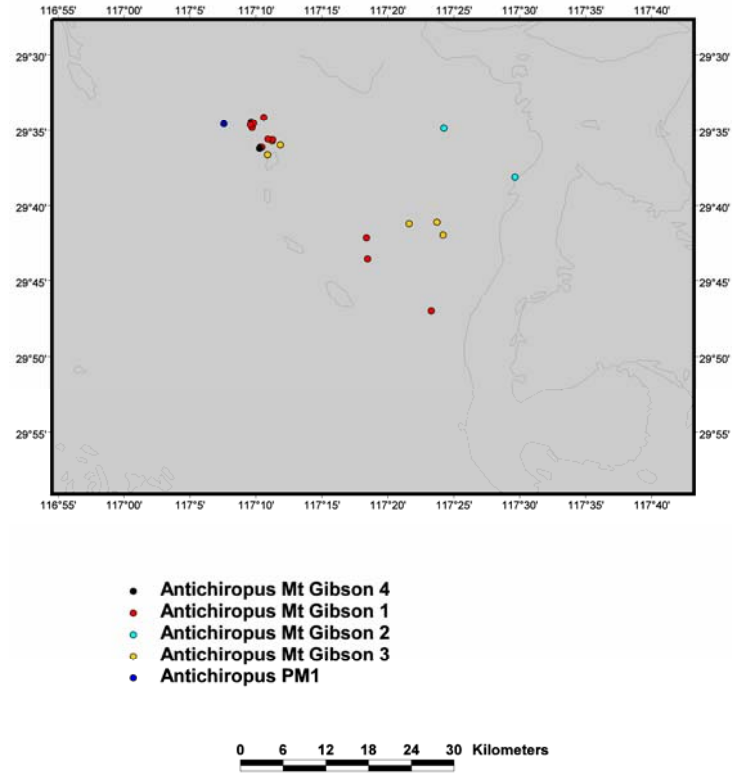 116°55' 117°00' 117°5' 117°10' 117°15' 117°20' 117°25' 117°30' 117°35' 117°40'
29°30' 29°30'
29°35' 29°35'
29°40' 29°40'
29°45' 29°45'
29°50' 29°50'
29°55' 29°55'
116°55' 117°00' 117°5' 117°10' 117°15' 117°20' 117°25' 117°30' 117°35' 117°40'
Antichiropus Mt Gibson 4
Antichiropus Mt Gibson 1
Antichiropus Mt Gibson 2
Antichiropus Mt Gibson 3
Antichiropus PM1
0 6 12 18 24 30 Kilometers